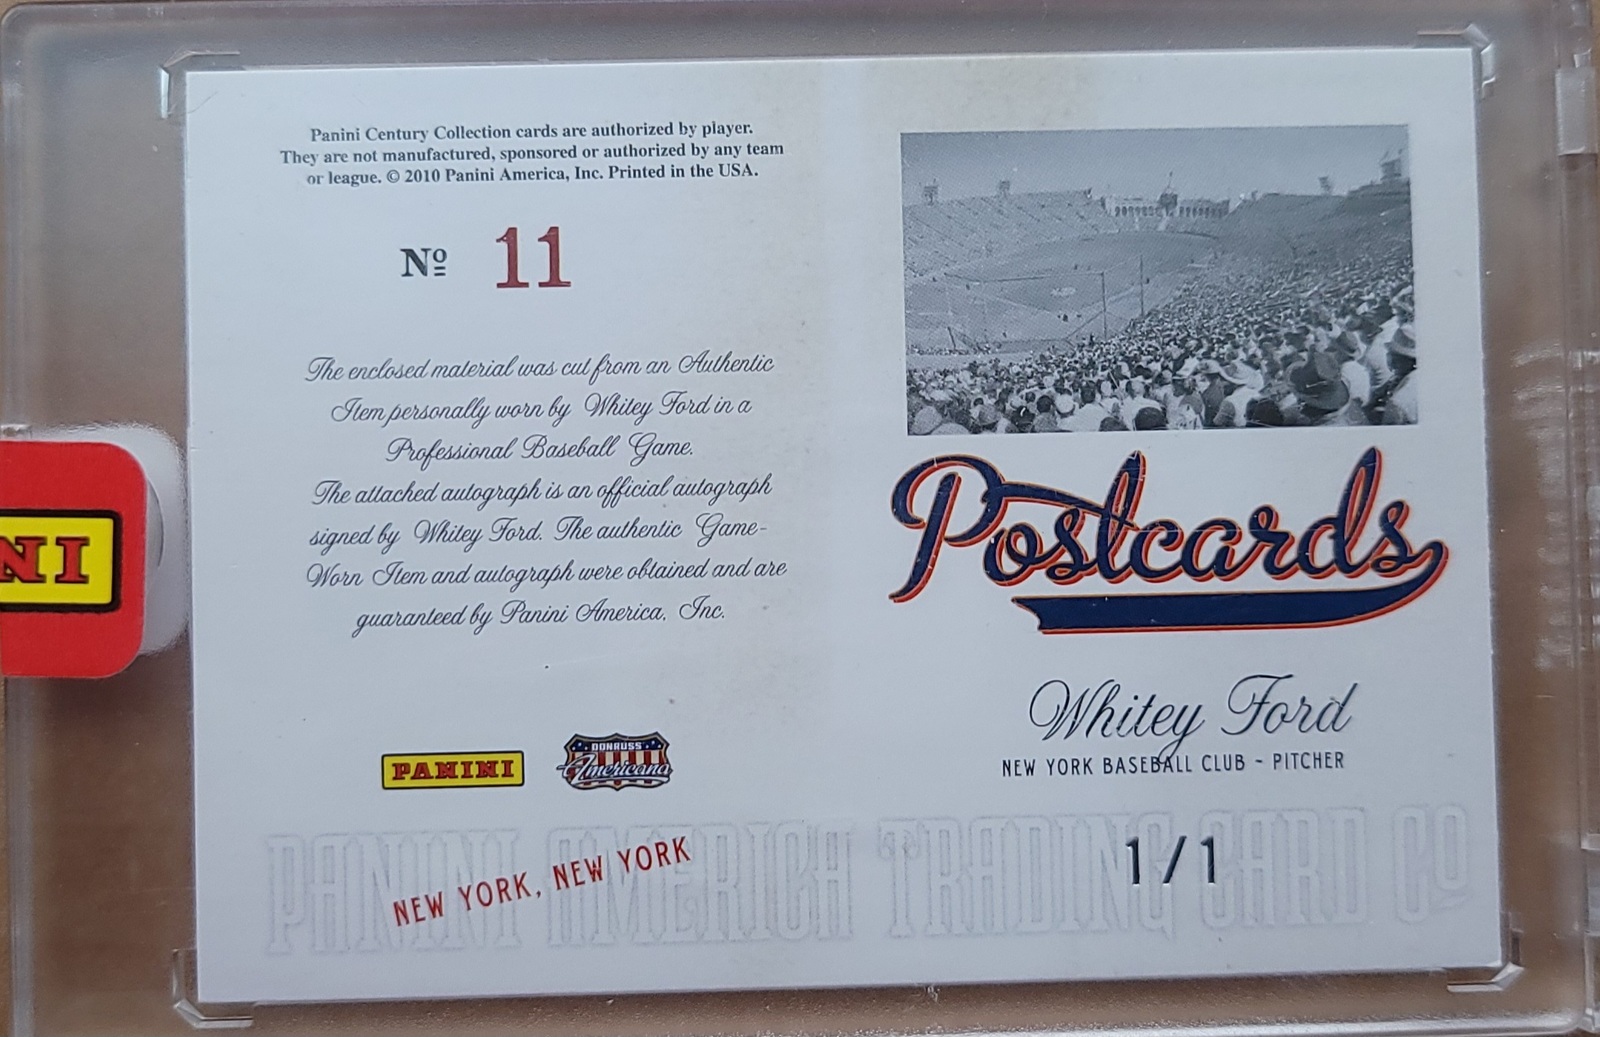 Panini Century Collection cards are authorized by player.
They are not manufactured, sponsored or authorized by any team
or league. © 2010 Panini America, Inc. Printed in the USA.
Nº 11
The enclosed material was cut from an Authentic
Item personally worn by Whitey Ford in a
Professional Baseball Game.
The attached autograph is an official autograph
signed by Whitey Ford. The authentic Game-
Worn Item and autograph were obtained and are
guaranteed by Panini America, Inc.
NI
PANINI
DONRUSS
Americana
NEW YORK, NEW YORK
Postcards
Whitey Ford
NEW YORK BASEBALL CLUB - PITCHER
1/1
PANINI AMERICA TRADING CARD Cº